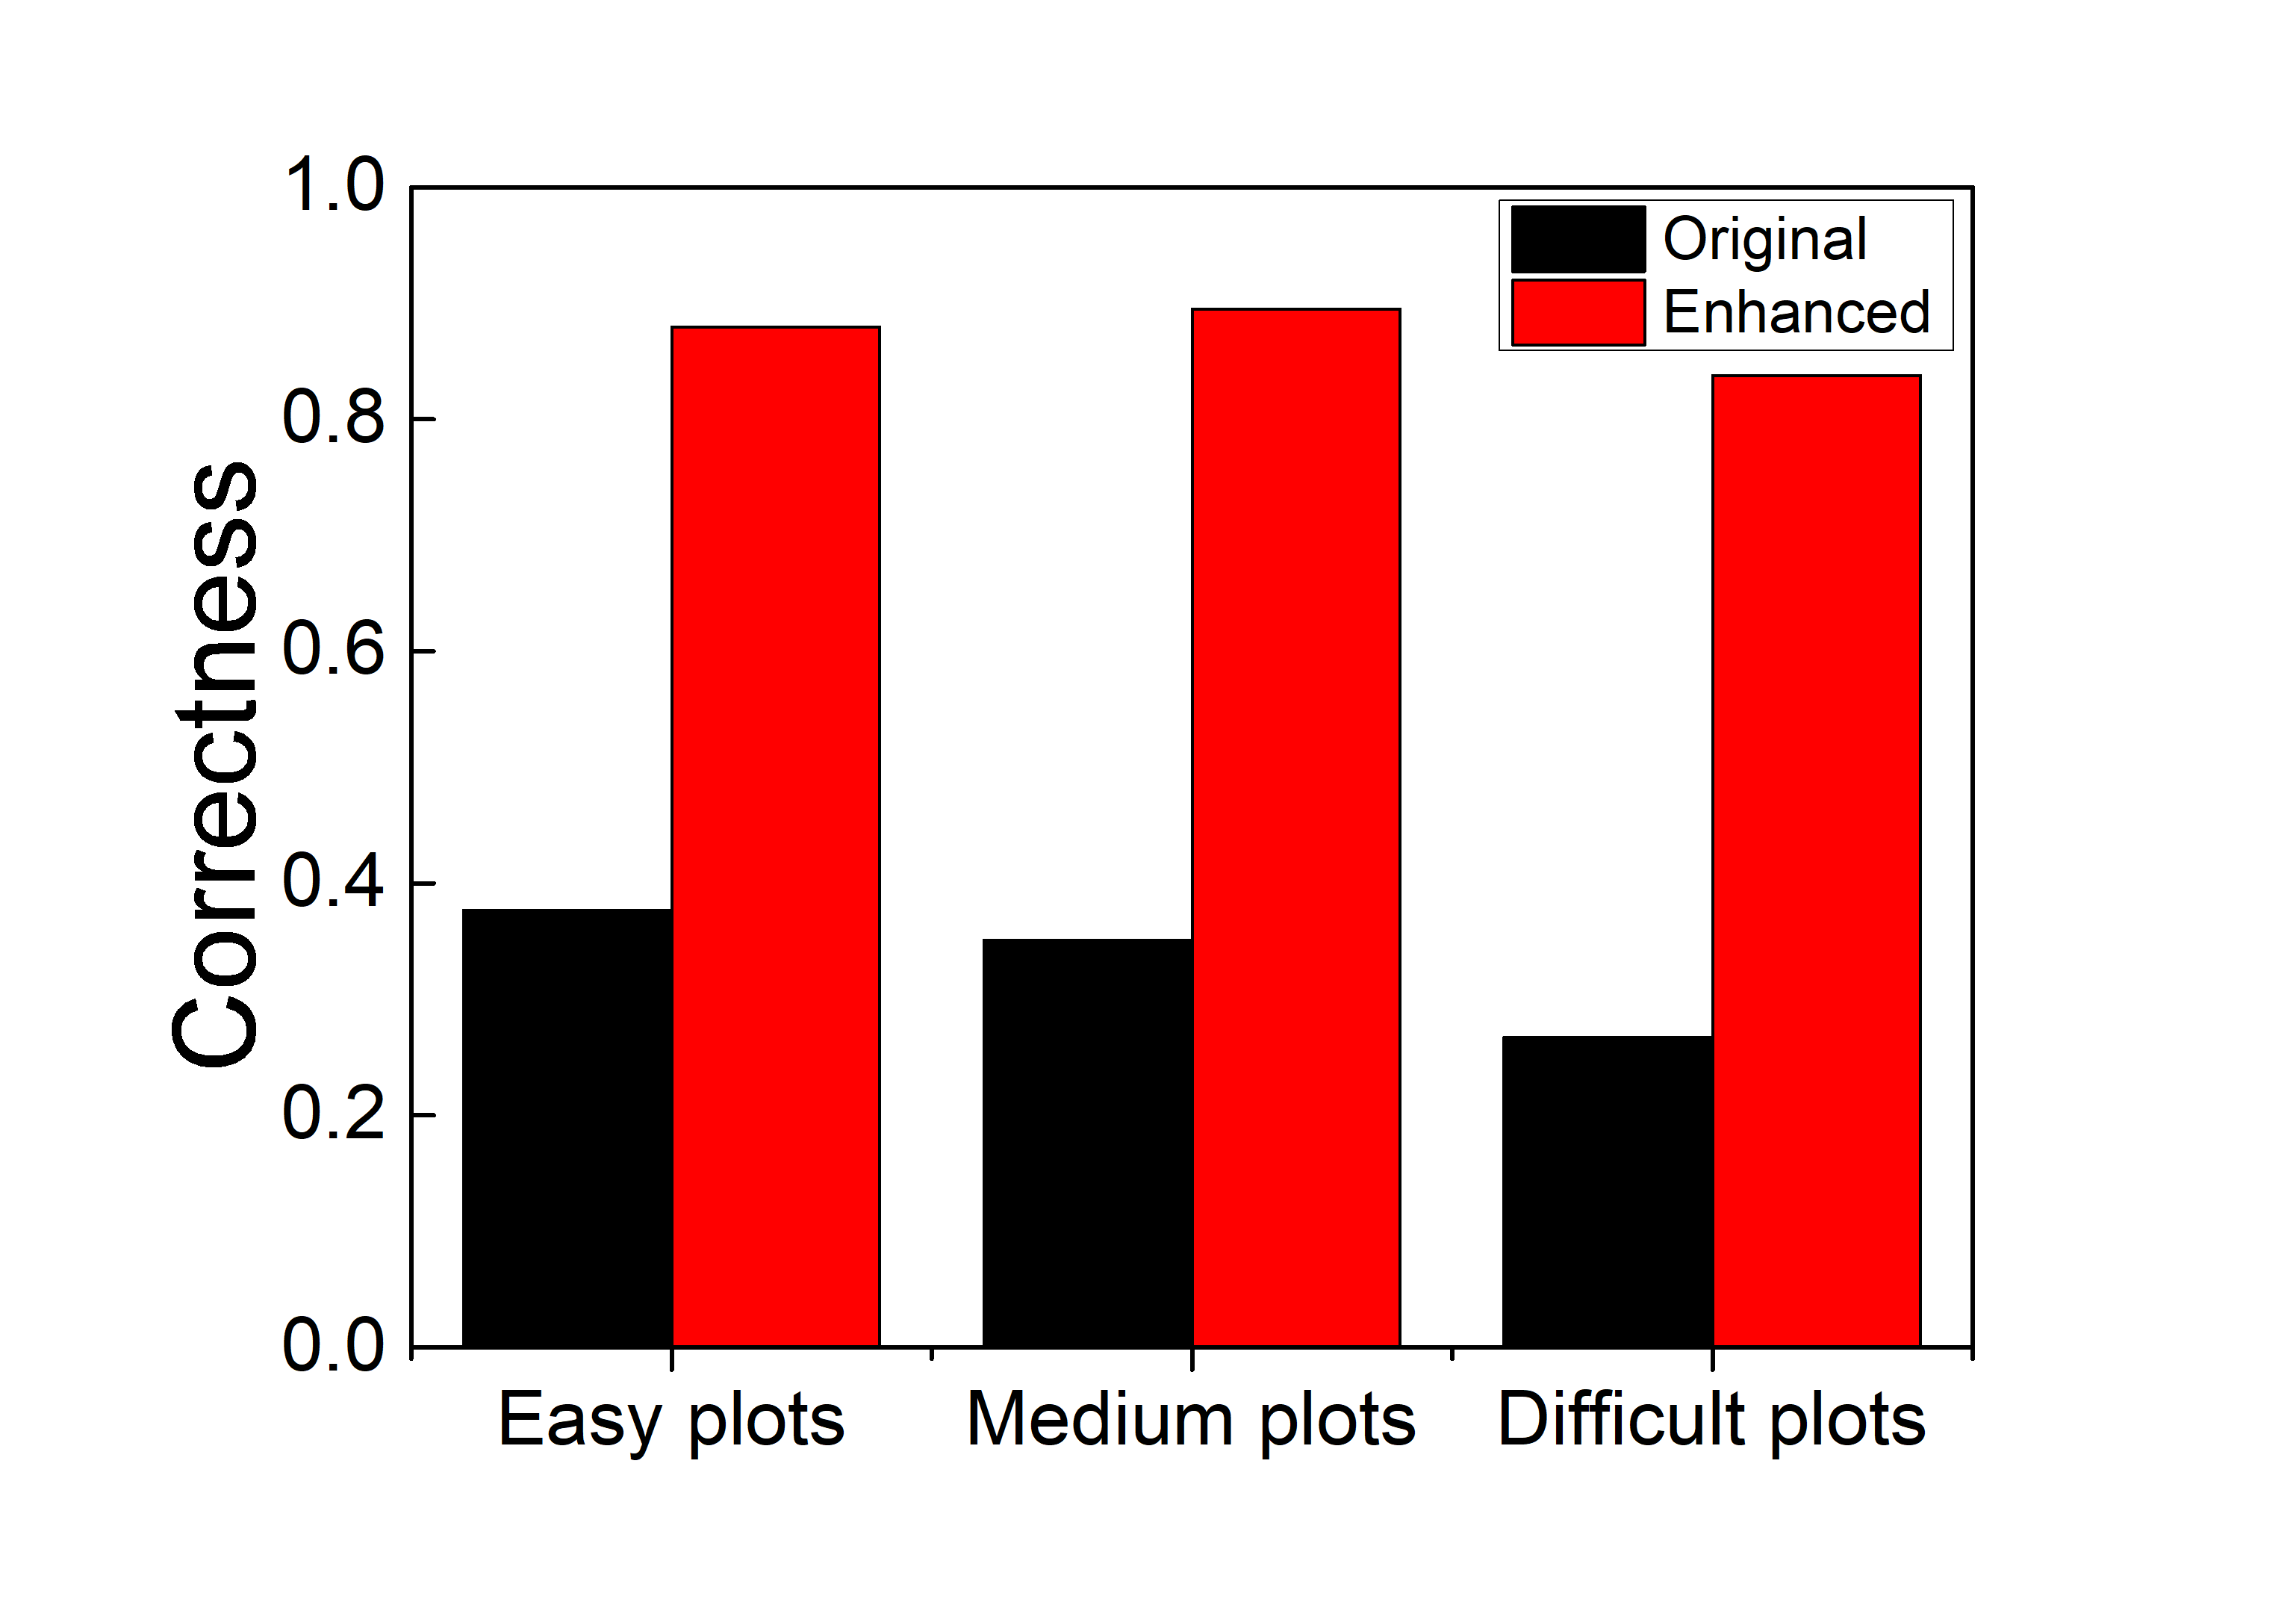 1.0
0.8
0.6
0.4
0.2
0.0
Correctness
Original
Enhanced
Easy plots
Medium plots
Difficult plots